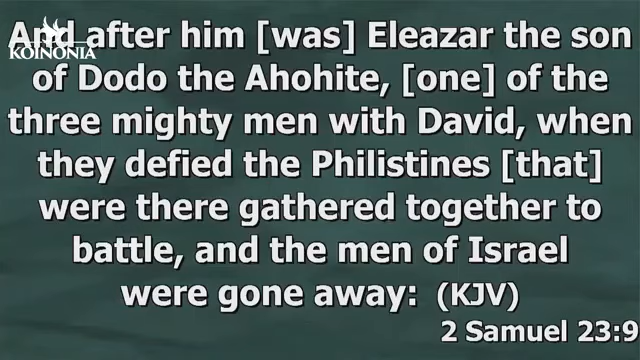 And after him [was] Eleazar the son
KOINONIA
of Dodo the Ahohite, [one] of the
three mighty men with David, when
they defied the Philistines [that]
were there gathered together to
battle, and the men of Israel
were gone away: (KJV)
2 Samuel 23:9